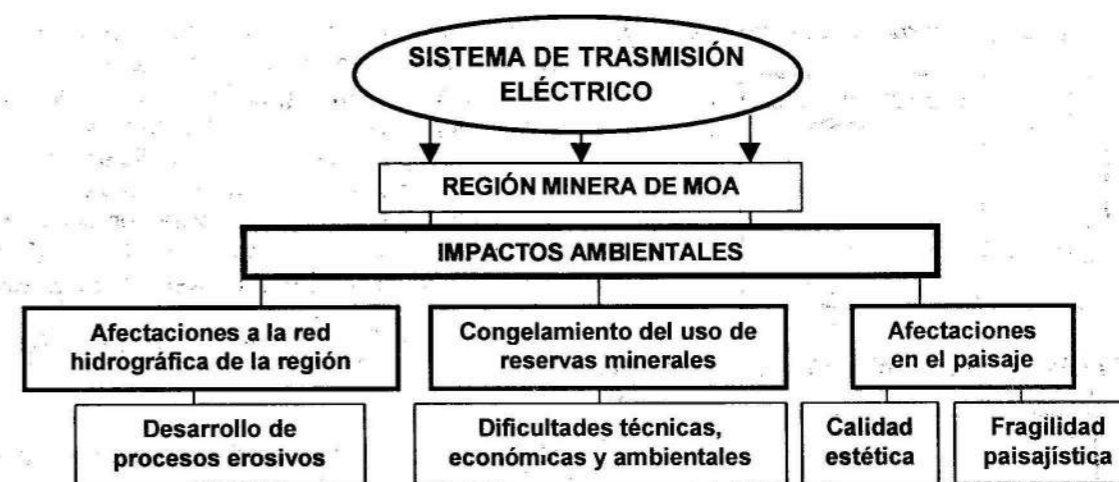 SISTEMA DE TRASMISIÓN
ELÉCTRICO
REGIÓN MINERA DE MOA
IMPACTOS AMBIENTALES
Afectaciones a la red
hidrográfica de la región
Congelamiento del uso de
reservas minerales
Afectaciones
en el paisaje
Desarrollo de
procesos erosivos
Dificultades técnicas,
económicas y ambientales
Calidad
estética
Fragilidad
paisajística